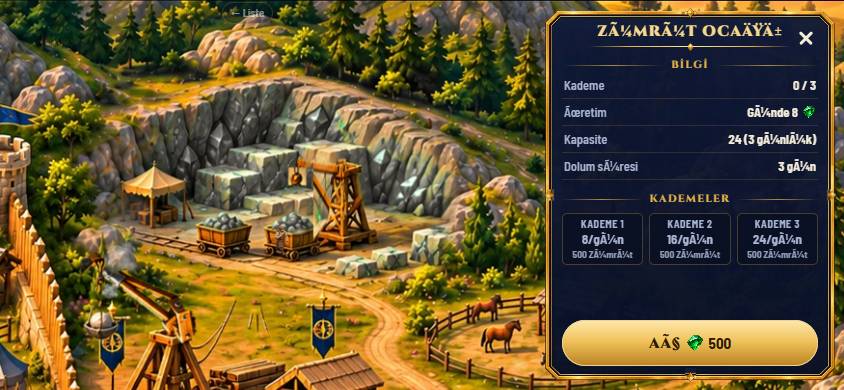 ← Liste
ZÃ¼MRÃ¼T OCAÄŸÄ±
BİLGİ
Kademe 0 / 3
Ãœretim GÃ¼nde 8
Kapasite 24 (3 gÃ¼nlÃ¼k)
Dolum sÃ¼resi 3 gÃ¼n
KADEMELER
KADEME 1 KADEME 2 KADEME 3
8/gÃ¼n 16/gÃ¼n 24/gÃ¼n
500 ZÃ¼mrÃ¼t 500 ZÃ¼mrÃ¼t 500 ZÃ¼mrÃ¼t
AÃ§ 500